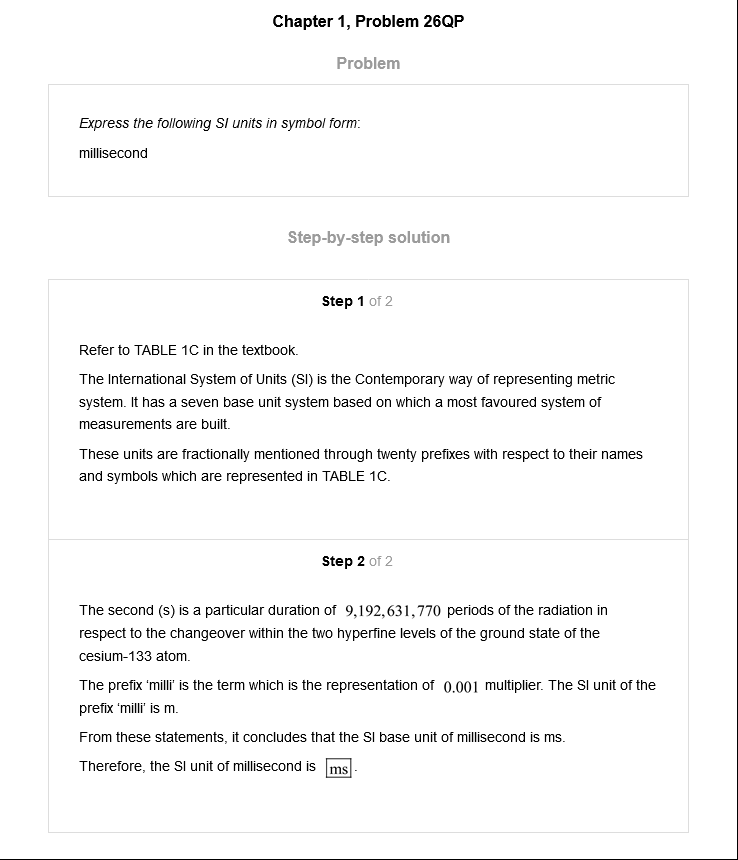 Chapter 1, Problem 26QP
Problem
Express the following SI units in symbol form:
millisecond
Step-by-step solution
Step 1 of 2
Refer to TABLE 1C in the textbook.
The International System of Units (SI) is the Contemporary way of representing metric
system. It has a seven base unit system based on which a most favoured system of
measurements are built.
These units are fractionally mentioned through twenty prefixes with respect to their names
and symbols which are represented in TABLE 1C.
Step 2 of 2
The second (s) is a particular duration of 9,192,631,770 periods of the radiation in
respect to the changeover within the two hyperfine levels of the ground state of the
cesium-133 atom.
The prefix ‘milli’ is the term which is the representation of 0.001 multiplier. The SI unit of the
prefix ‘milli’ is m.
From these statements, it concludes that the SI base unit of millisecond is ms.
Therefore, the SI unit of millisecond is ms.